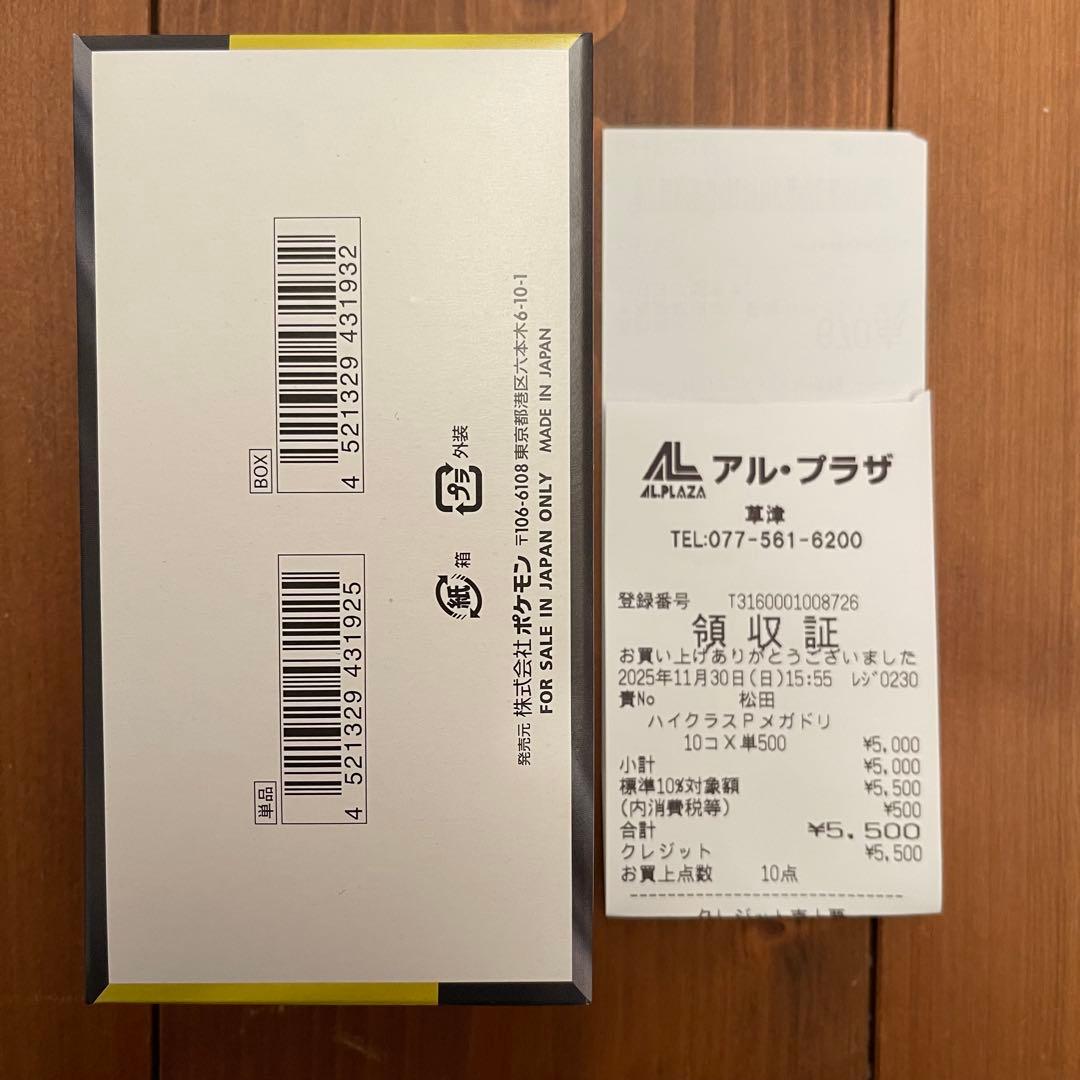 BOX
4 521329 431932
単品
4 521329 431925
プラ 外装
紙 箱
発売元 株式会社ポケモン 〒106-6108 東京都港区六本木6-10-1
FOR SALE IN JAPAN ONLY MADE IN JAPAN
AL.PLAZA アル・プラザ
草津
TEL:077-561-6200
登録番号 T3160001008726
領収証
お買い上げありがとうございました
2025年11月30日(日)15:55 レジ0230
責No 松田
ハイクラスPメガドリ
10コX単500 ¥5,000
小計 ¥5,000
標準10%対象額 ¥5,500
(内消費税等) ¥500
合計 ¥5,500
クレジット ¥5,500
お買上点数 10点